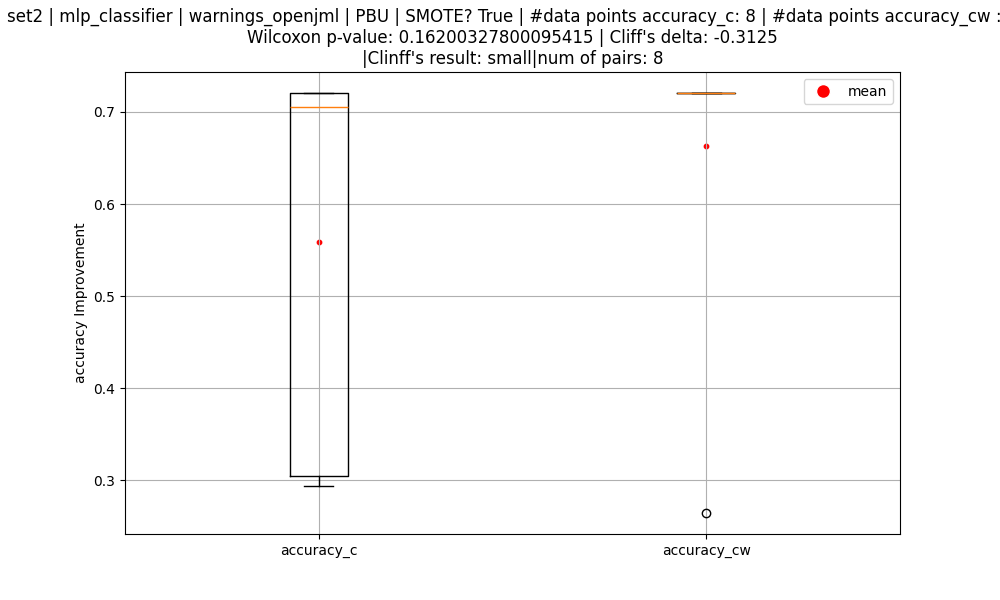 set2 | mlp_classifier | warnings_openjml | PBU | SMOTE? True | #data points accuracy_c: 8 | #data points accuracy_cw :
Wilcoxon p-value: 0.16200327800095415 | Cliff's delta: -0.3125
|Clinff's result: small|num of pairs: 8
mean
0.7
0.6
0.5
0.4
0.3
accuracy Improvement
accuracy_c
accuracy_cw